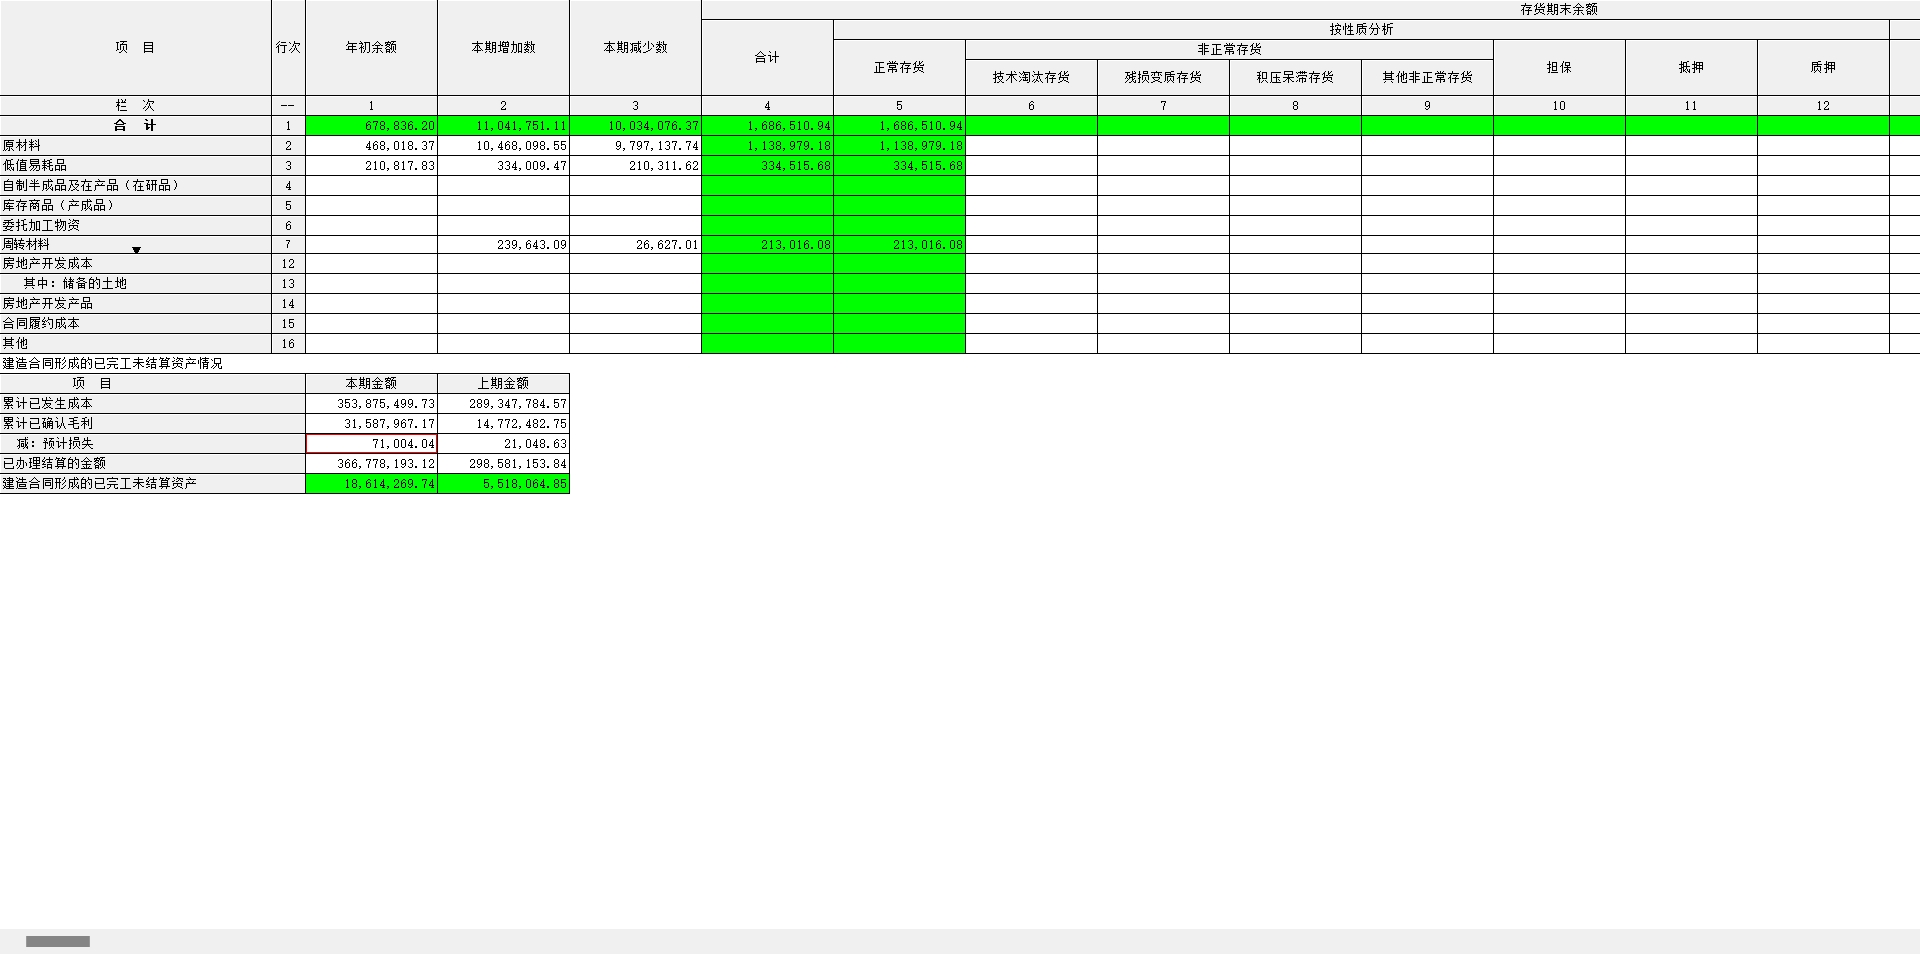 存货期末余额
按性质分析
项 目 行次 年初余额 本期增加数 本期减少数 合计 正常存货 非正常存货 担保 抵押 质押
技术淘汰存货 残损变质存货 积压呆滞存货 其他非正常存货
栏 次 -- 1 2 3 4 5 6 7 8 9 10 11 12
合 计 1 678,836.20 11,041,751.11 10,034,076.37 1,686,510.94 1,686,510.94
原材料 2 468,018.37 10,468,098.55 9,797,137.74 1,138,979.18 1,138,979.18
低值易耗品 3 210,817.83 334,009.47 210,311.62 334,515.68 334,515.68
自制半成品及在产品（在研品） 4
库存商品（产成品） 5
委托加工物资 6
周转材料 7 239,643.09 26,627.01 213,016.08 213,016.08
房地产开发成本 12
其中：储备的土地 13
房地产开发产品 14
合同履约成本 15
其他 16
建造合同形成的已完工未结算资产情况
项 目 本期金额 上期金额
累计已发生成本 353,875,499.73 289,347,784.57
累计已确认毛利 31,587,967.17 14,772,482.75
减：预计损失 71,004.04 21,048.63
已办理结算的金额 366,778,193.12 298,581,153.84
建造合同形成的已完工未结算资产 18,614,269.74 5,518,064.85